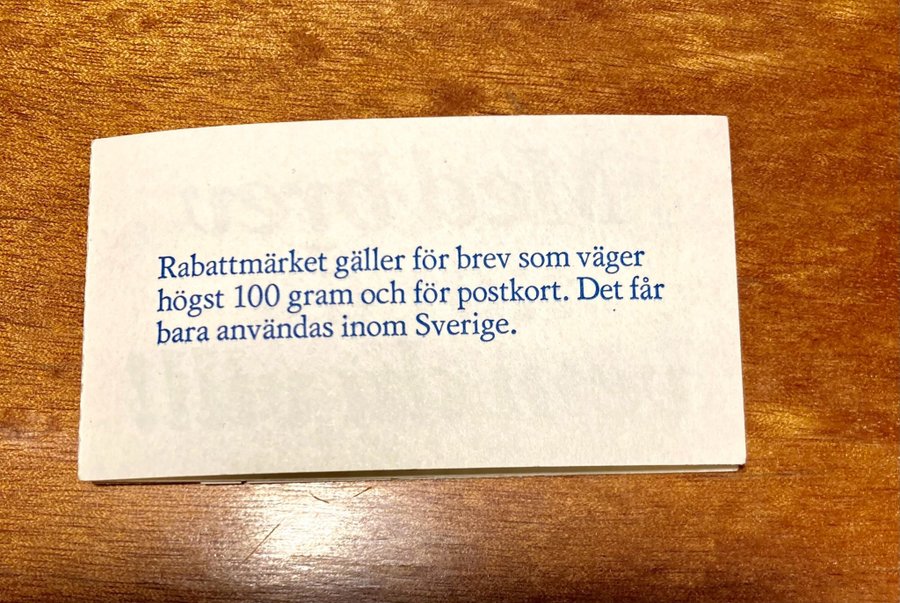 Rabattmärket gäller för brev som väger
högst 100 gram och för postkort. Det får
bara användas inom Sverige.